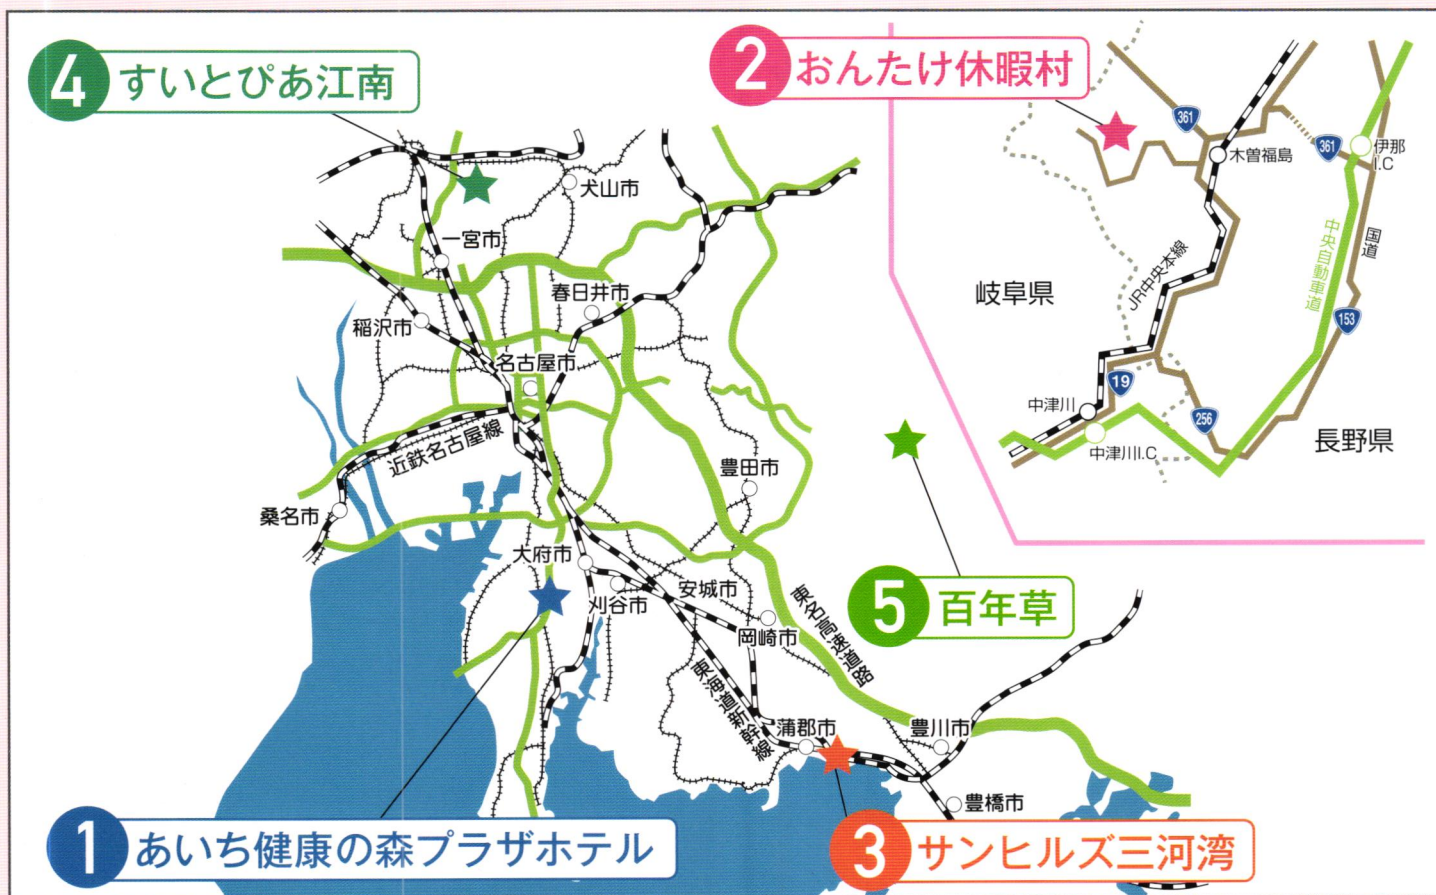 4 すいとぴあ江南
2 おんたけ休暇村
361
木曽福島
361
伊那
I.C
犬山市
一宮市
春日井市
稲沢市
名古屋市
近鉄名古屋線
桑名市
豊田市
岐阜県
JR中央本線
中央自動車道
国道
153
19
中津川
256
中津川I.C
長野県
大府市
刈谷市
安城市
岡崎市
東名高速道路
5 百年草
東海道新幹線
蒲郡市
豊川市
豊橋市
1 あいち健康の森プラザホテル
3 サンヒルズ三河湾